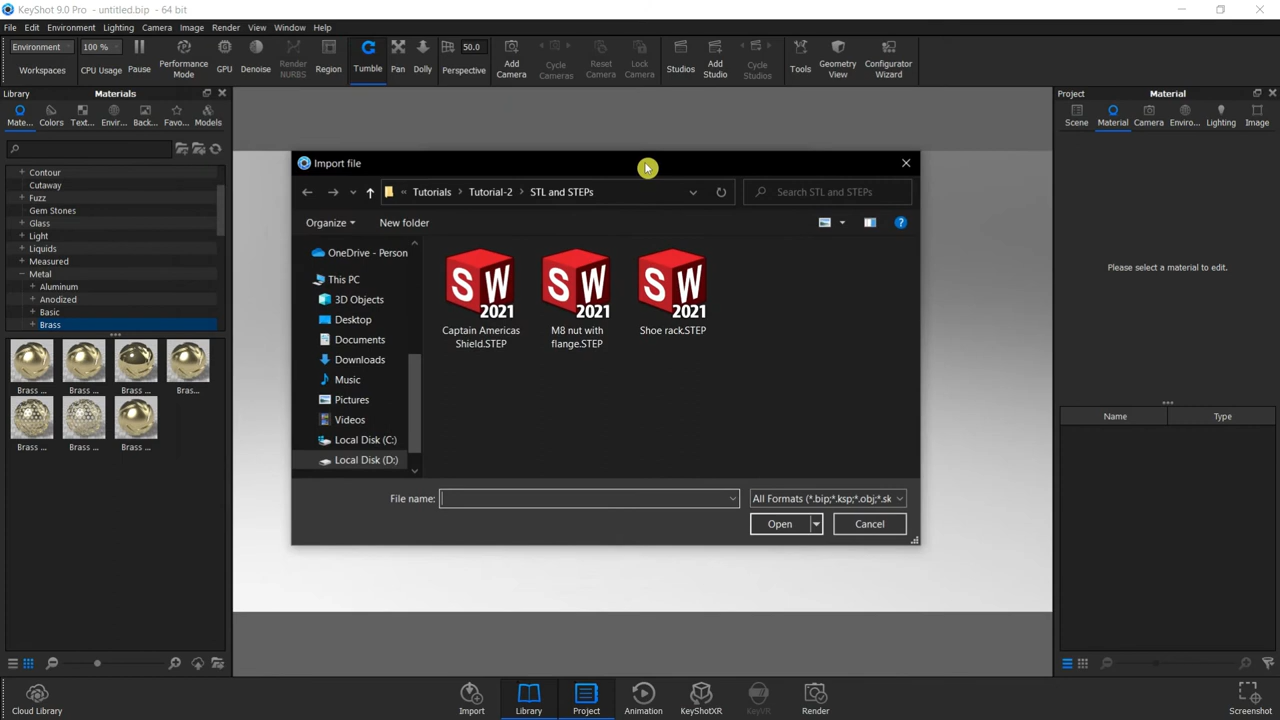 KeyShot 9.0 Pro - untitled.bip - 64 bit
File Edit Environment Lighting Camera Image Render View Window Help
Environment 100 % 50.0
Workspaces CPU Usage Pause Performance Mode GPU Denoise Render NURBS Region Tumble Pan Dolly Perspective Add Camera Cycle Cameras Reset Camera Lock Camera Studios Add Studio Cycle Studios Tools Geometry View Configurator Wizard
Library Materials
Mate... Colors Text... Envir... Back... Favo... Models
Contour
Cutaway
Fuzz
Gem Stones
Glass
Light
Liquids
Measured
Metal
Aluminum
Anodized
Basic
Brass
Brass ... Brass ... Brass ... Bras...
Brass ... Brass ... Brass ...
Import file
« Tutorials > Tutorial-2 > STL and STEPs
Search STL and STEPs
Organize New folder
OneDrive - Person
This PC
3D Objects
Desktop
Documents
Downloads
Music
Pictures
Videos
Local Disk (C:)
Local Disk (D:)
SW 2021 SW 2021 SW 2021
Captain Americas Shield.STEP
M8 nut with flange.STEP
Shoe rack.STEP
File name:
All Formats (*.bip;*.ksp;*.obj;*.sk
Open Cancel
Project Material
Scene Material Camera Enviro... Lighting Image
Please select a material to edit.
Name Type
Cloud Library Import Library Project Animation KeyShotXR KeyVR Render Screenshot